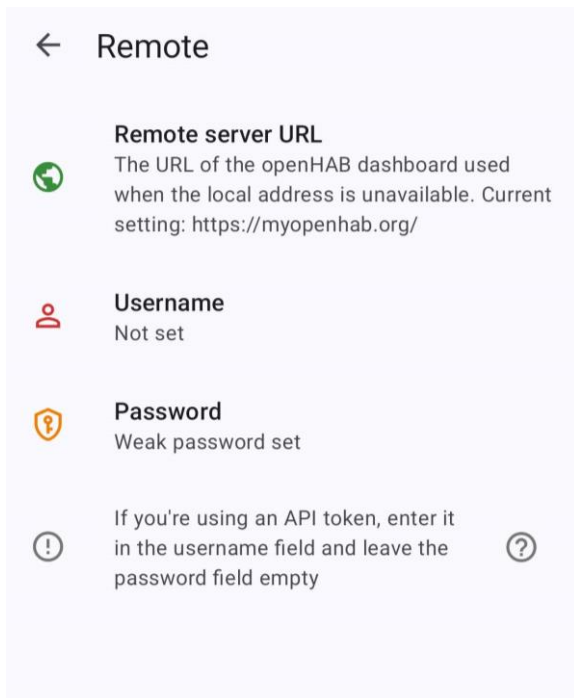 Remote
Remote server URL
The URL of the openHAB dashboard used
when the local address is unavailable. Current
setting: https://myopenhab.org/
Username
Not set
Password
Weak password set
If you're using an API token, enter it
in the username field and leave the
password field empty